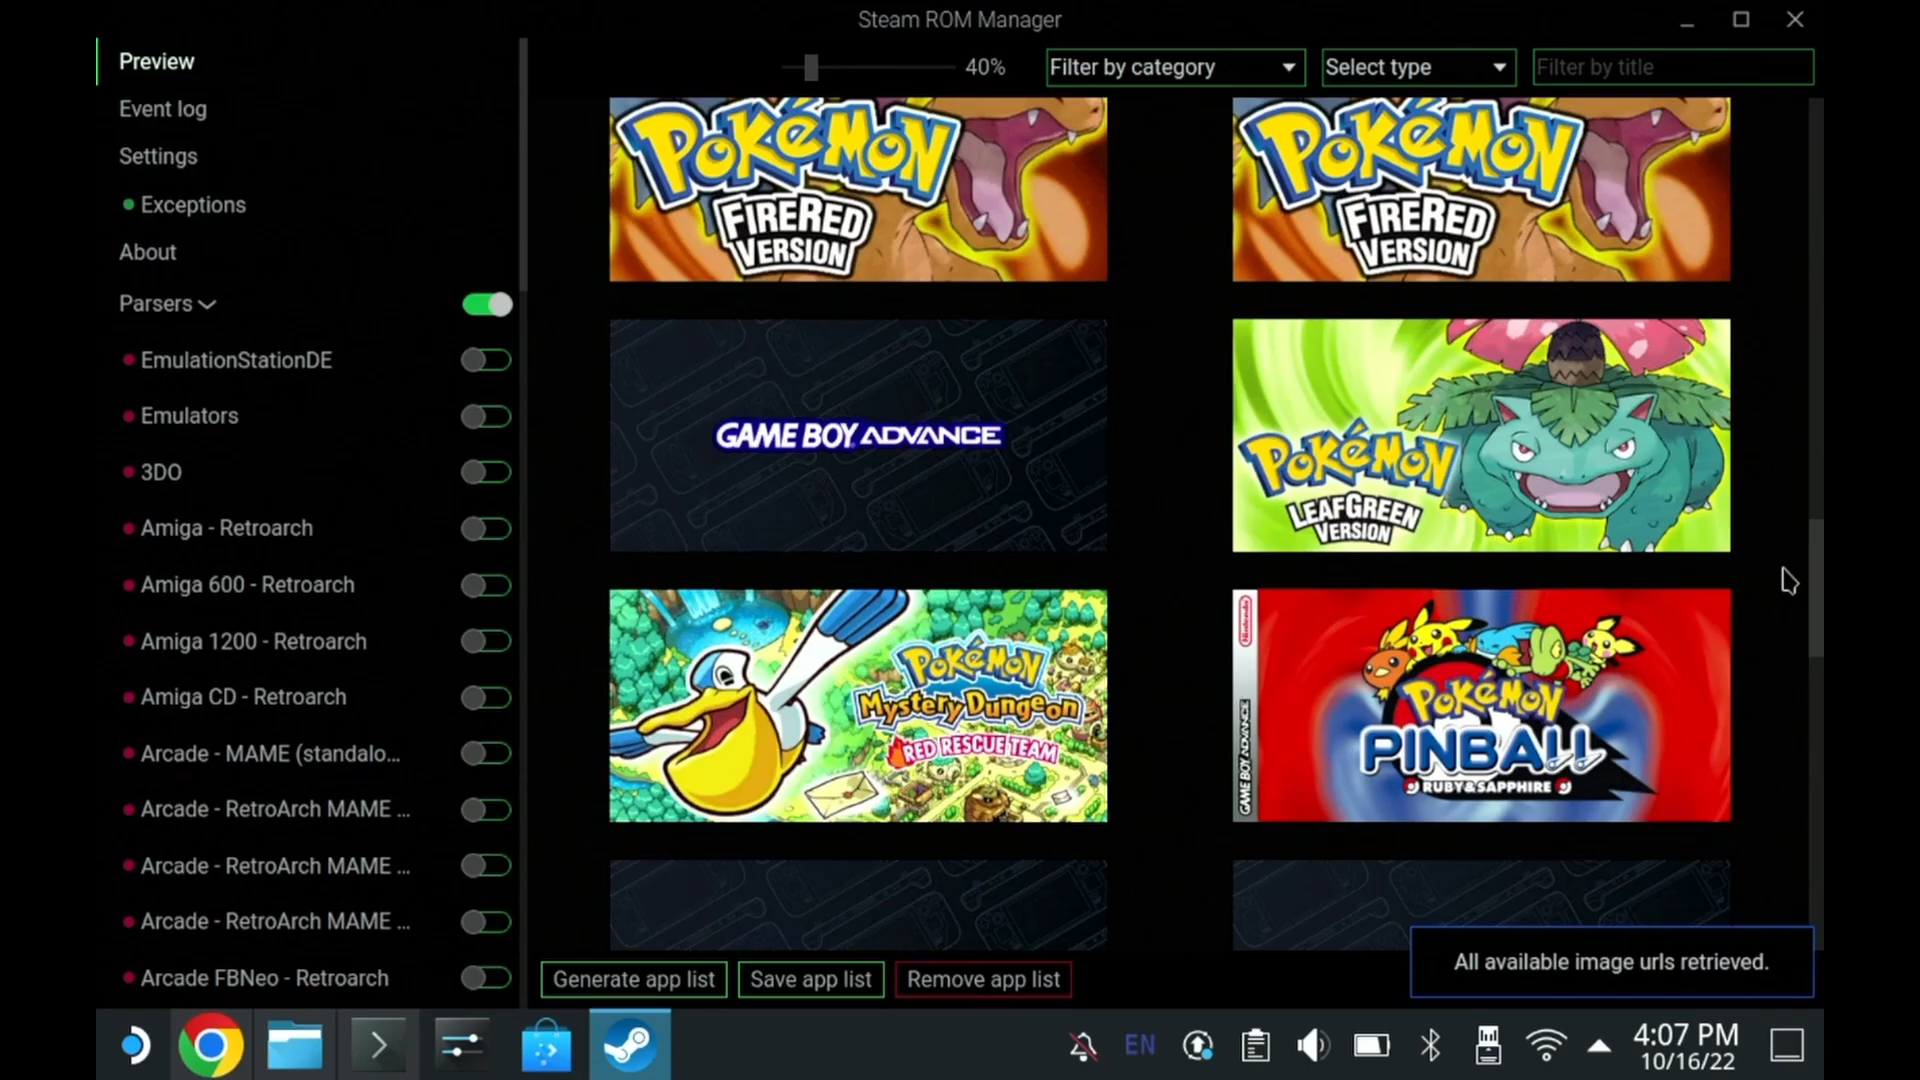 Steam ROM Manager
Preview
Event log
Settings
Exceptions
About
Parsers
EmulationStationDE
Emulators
3DO
Amiga - Retroarch
Amiga 600 - Retroarch
Amiga 1200 - Retroarch
Amiga CD - Retroarch
Arcade - MAME (standalo...
Arcade - RetroArch MAME ...
Arcade - RetroArch MAME ...
Arcade - RetroArch MAME ...
Arcade FBNeo - Retroarch
40%
Filter by category
Select type
Filter by title
POKéMON
FIRERED
VERSION
POKéMON
FIRERED
VERSION
GAME BOY ADVANCE
POKéMON
LEAFGREEN
VERSION
POKéMON
Mystery Dungeon
RED RESCUE TEAM
Nintendo
GAME BOY ADVANCE
POKéMON
PINBALL
RUBY&SAPPHIRE
Generate app list
Save app list
Remove app list
All available image urls retrieved.
EN
4:07 PM
10/16/22